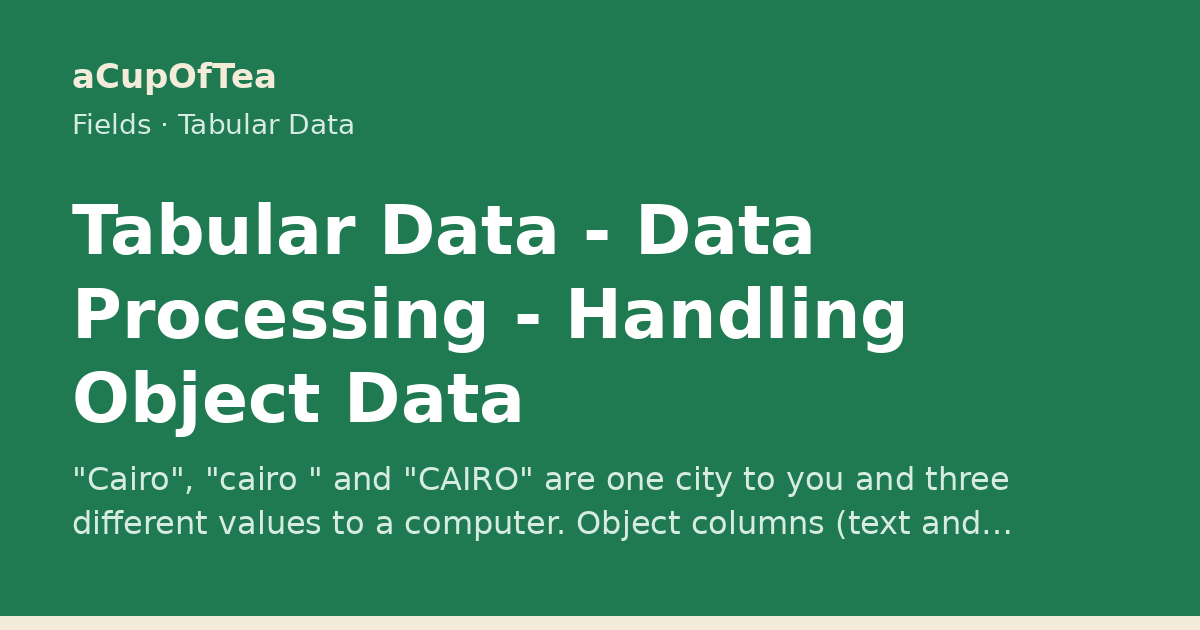 aCupOfTea
Fields · Tabular Data
Tabular Data - Data
Processing - Handling
Object Data
"Cairo", "cairo " and "CAIRO" are one city to you and three
different values to a computer. Object columns (text and...